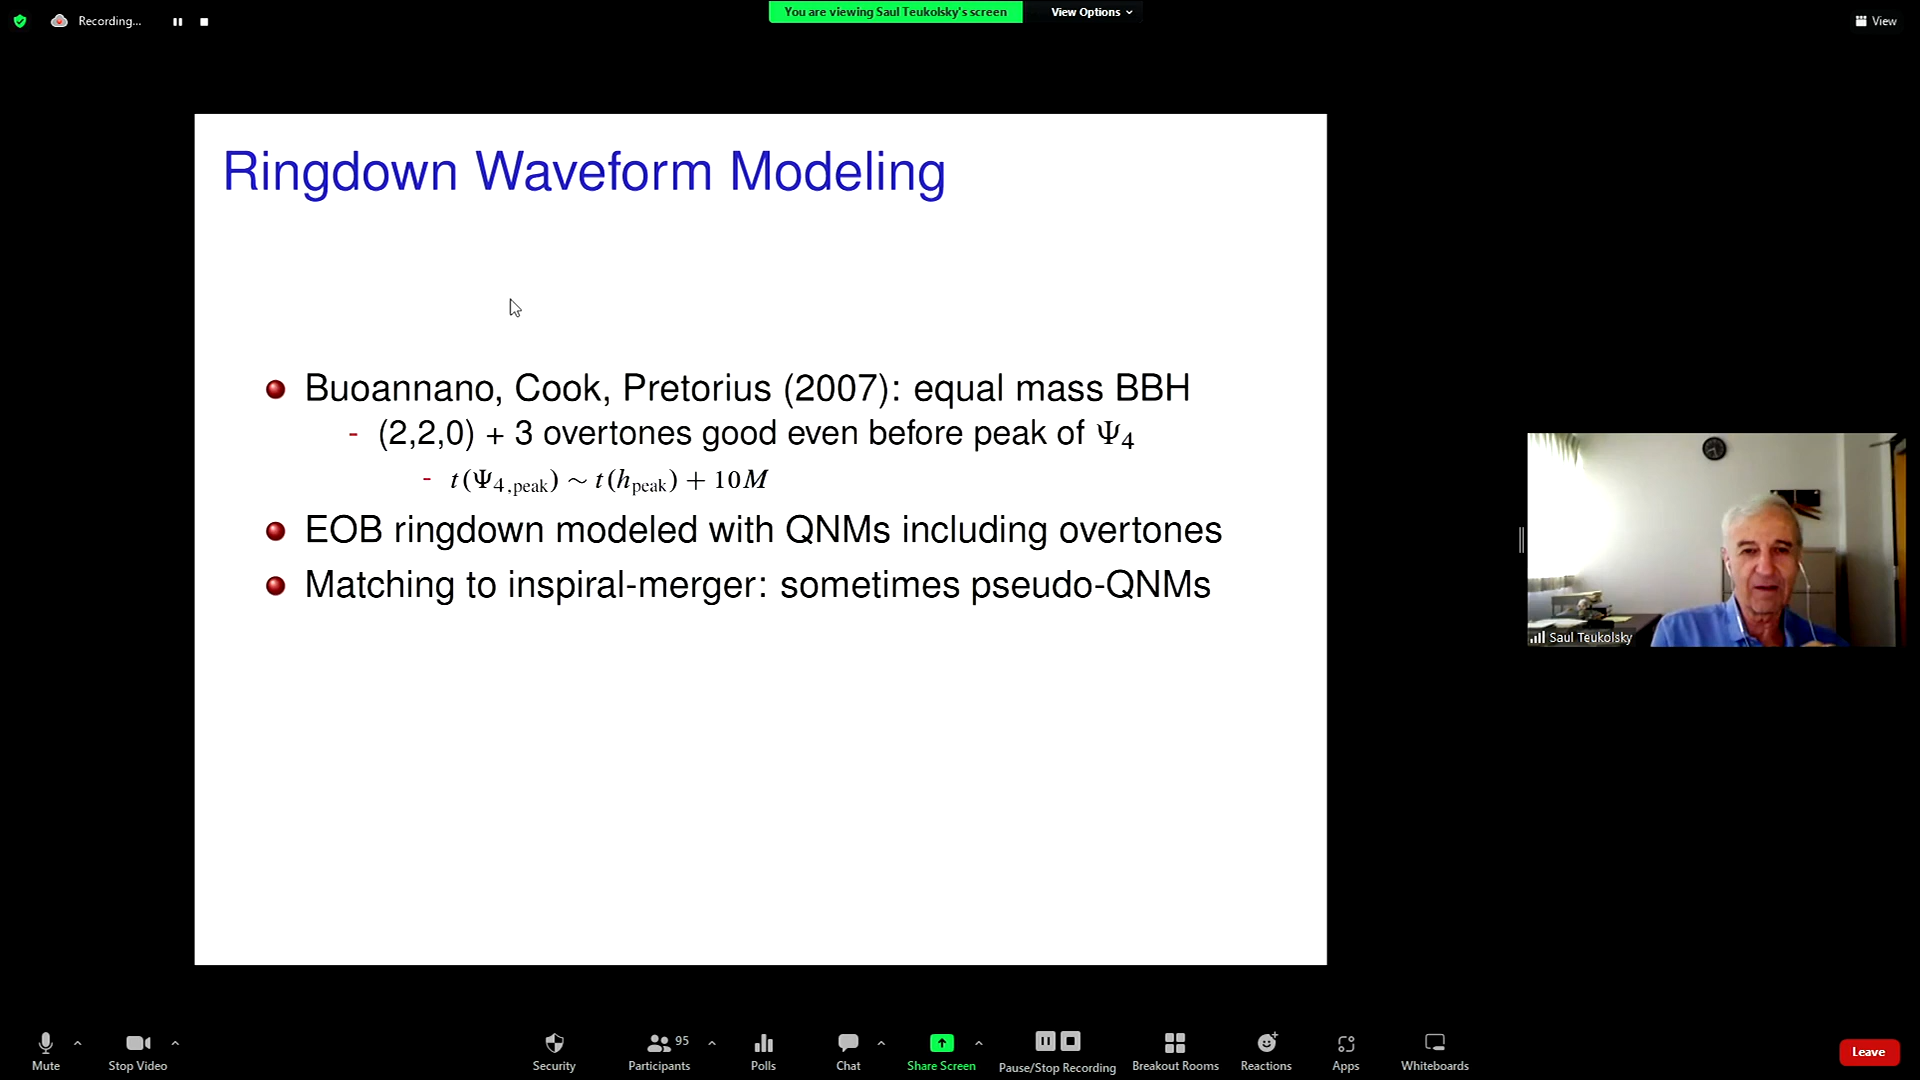 Recording...
You are viewing Saul Teukolsky's screen
View Options
View
Ringdown Waveform Modeling
Buoannano, Cook, Pretorius (2007): equal mass BBH
- (2,2,0) + 3 overtones good even before peak of Ψ₄
- t(Ψ₄,peak) ∼ t(hpeak) + 10M
EOB ringdown modeled with QNMs including overtones
Matching to inspiral-merger: sometimes pseudo-QNMs
Saul Teukolsky
Mute
Stop Video
Security
95
Participants
Polls
Chat
Share Screen
Pause/Stop Recording
Breakout Rooms
Reactions
Apps
Whiteboards
Leave